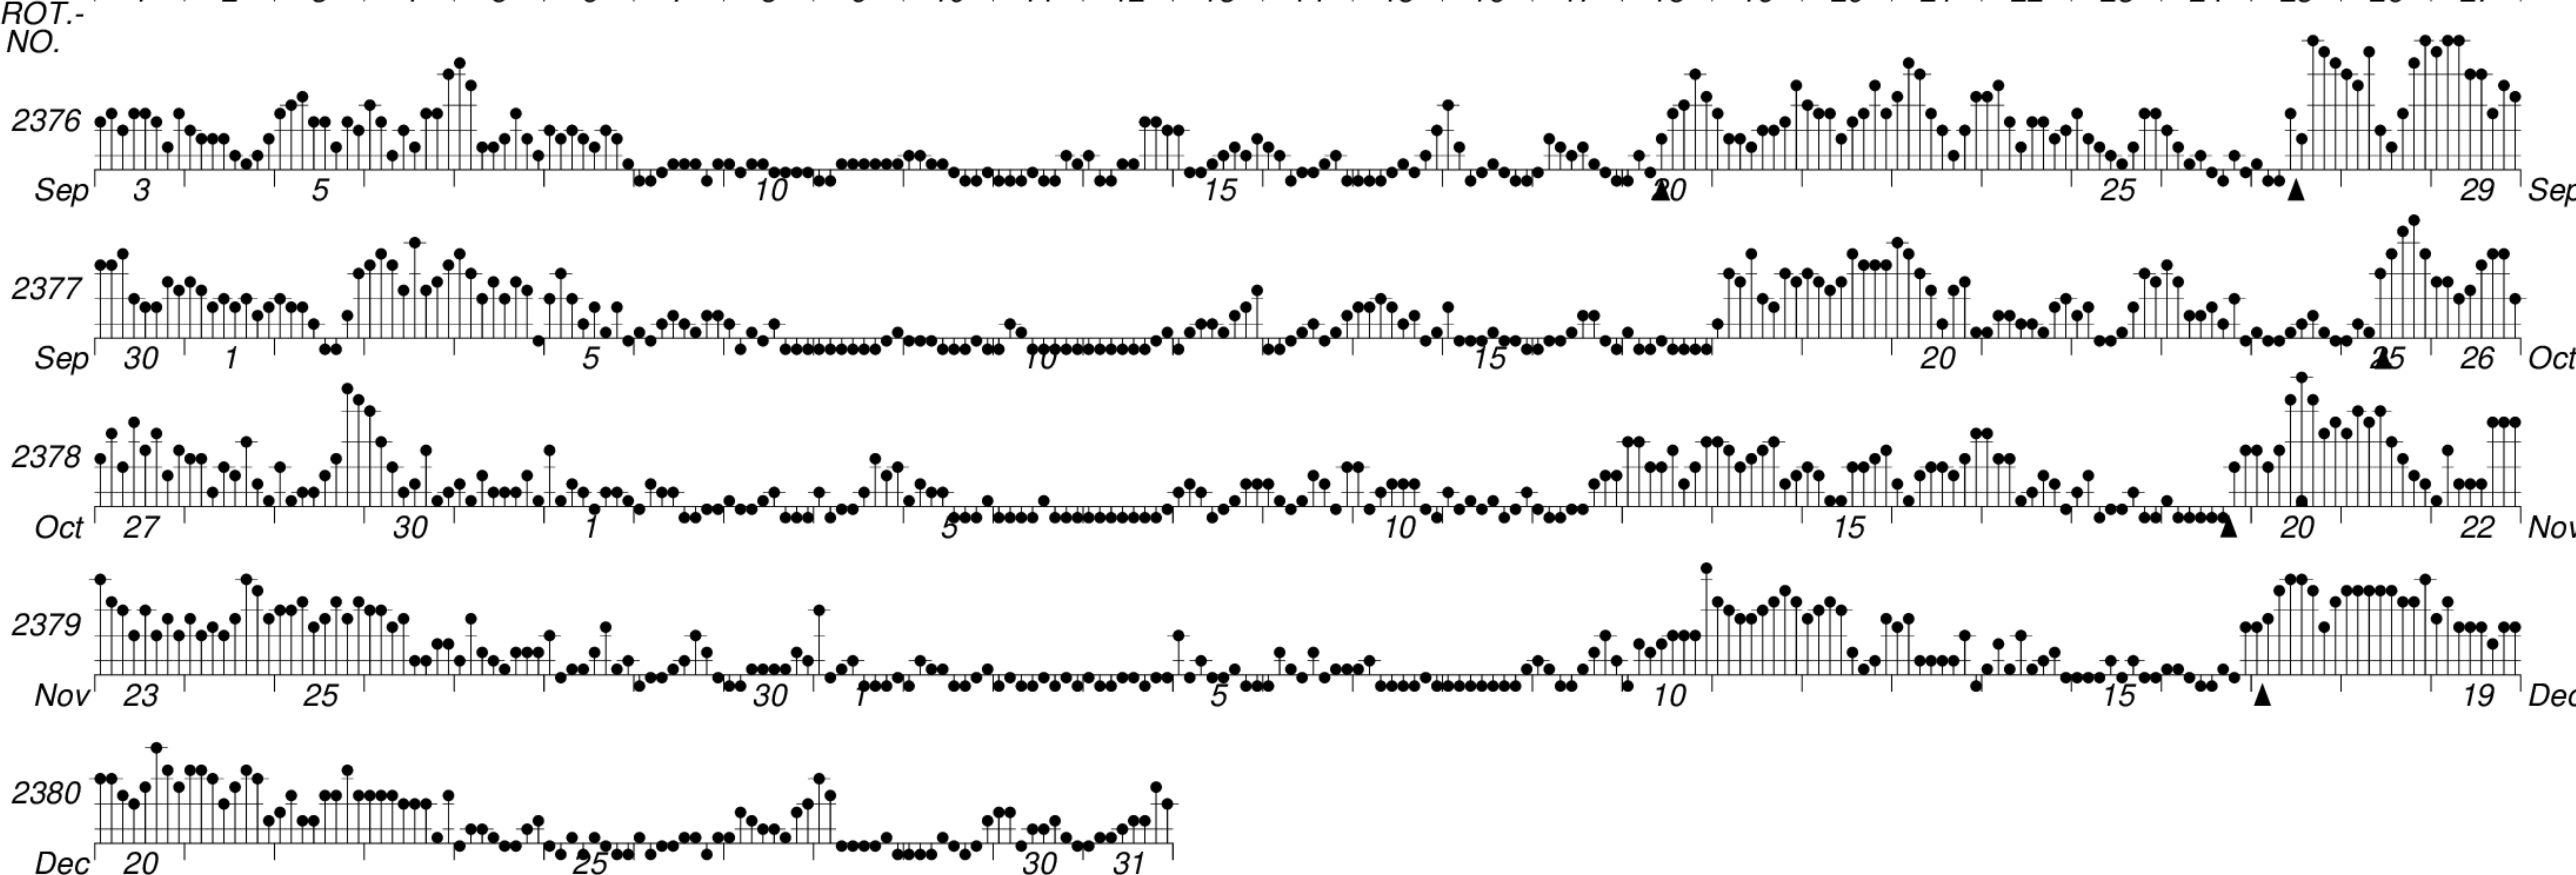 ROT.-
NO.
2376
Sep 3 5 10 15 20 25 29 Sep
2377
Sep 30 1 5 10 15 20 25 26 Oct
2378
Oct 27 30 1 5 10 15 20 22 Nov
2379
Nov 23 25 30 1 5 10 15 19 Dec
2380
Dec 20 25 30 31